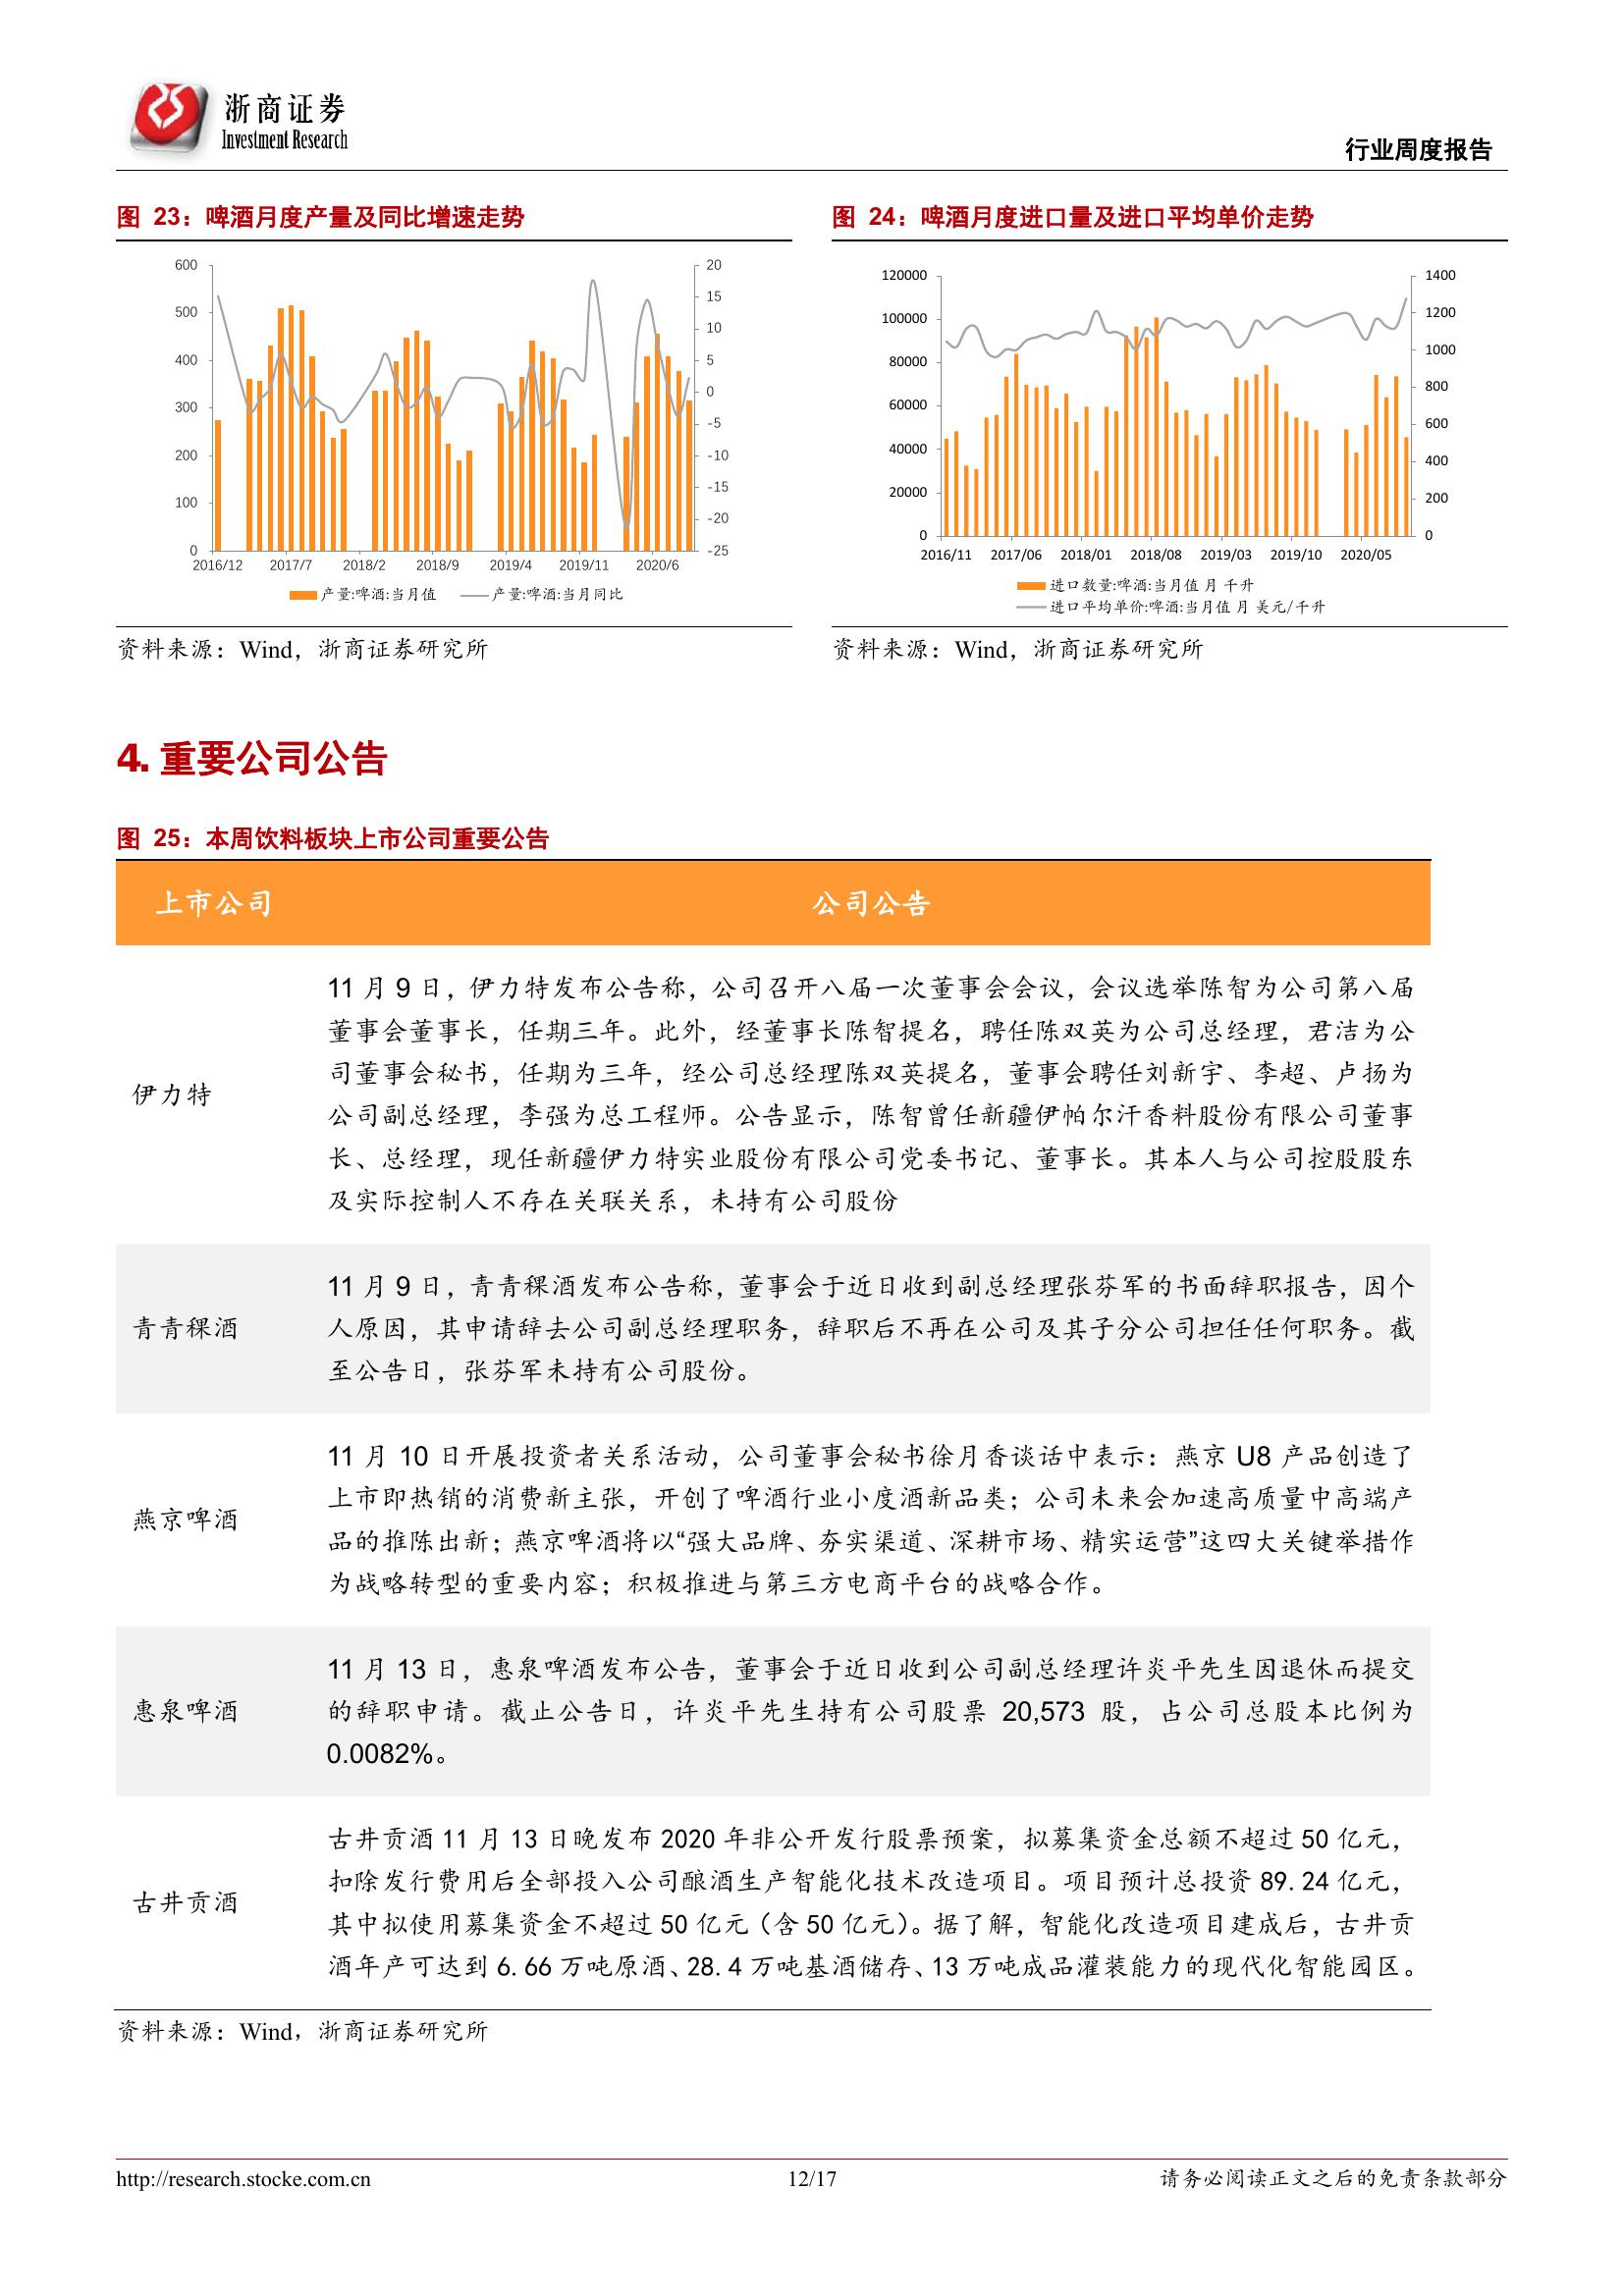 浙商证券
Investment Research
行业周度报告
图 23：啤酒月度产量及同比增速走势
600
500
400
300
200
100
0
20
15
10
5
0
-5
-10
-15
-20
-25
2016/12 2017/7 2018/2 2018/9 2019/4 2019/11 2020/6
产量:啤酒:当月值 产量:啤酒:当月同比
资料来源：Wind，浙商证券研究所
图 24：啤酒月度进口量及进口平均单价走势
120000
100000
80000
60000
40000
20000
0
1400
1200
1000
800
600
400
200
0
2016/11 2017/06 2018/01 2018/08 2019/03 2019/10 2020/05
进口数量:啤酒:当月值 月 千升
进口平均单价:啤酒:当月值 月 美元/千升
资料来源：Wind，浙商证券研究所
4. 重要公司公告
图 25：本周饮料板块上市公司重要公告
上市公司 公司公告
伊力特
11 月 9 日，伊力特发布公告称，公司召开八届一次董事会会议，会议选举陈智为公司第八届
董事会董事长，任期三年。此外，经董事长陈智提名，聘任陈双英为公司总经理，君洁为公
司董事会秘书，任期为三年，经公司总经理陈双英提名，董事会聘任刘新宇、李超、卢扬为
公司副总经理，李强为总工程师。公告显示，陈智曾任新疆伊帕尔汗香料股份有限公司董事
长、总经理，现任新疆伊力特实业股份有限公司党委书记、董事长。其本人与公司控股股东
及实际控制人不存在关联关系，未持有公司股份
青青稞酒
11 月 9 日，青青稞酒发布公告称，董事会于近日收到副总经理张芬军的书面辞职报告，因个
人原因，其申请辞去公司副总经理职务，辞职后不再在公司及其子分公司担任任何职务。截
至公告日，张芬军未持有公司股份。
燕京啤酒
11 月 10 日开展投资者关系活动，公司董事会秘书徐月香谈话中表示：燕京 U8 产品创造了
上市即热销的消费新主张，开创了啤酒行业小度酒新品类；公司未来会加速高质量中高端产
品的推陈出新；燕京啤酒将以“强大品牌、夯实渠道、深耕市场、精实运营”这四大关键举措作
为战略转型的重要内容；积极推进与第三方电商平台的战略合作。
惠泉啤酒
11 月 13 日，惠泉啤酒发布公告，董事会于近日收到公司副总经理许炎平先生因退休而提交
的辞职申请。截止公告日，许炎平先生持有公司股票 20,573 股，占公司总股本比例为
0.0082%。
古井贡酒
古井贡酒 11 月 13 日晚发布 2020 年非公开发行股票预案，拟募集资金总额不超过 50 亿元，
扣除发行费用后全部投入公司酿酒生产智能化技术改造项目。项目预计总投资 89.24 亿元，
其中拟使用募集资金不超过 50 亿元（含 50 亿元）。据了解，智能化改造项目建成后，古井贡
酒年产可达到 6.66 万吨原酒、28.4 万吨基酒储存、13 万吨成品灌装能力的现代化智能园区。
资料来源：Wind，浙商证券研究所
http://research.stocke.com.cn 12/17 请务必阅读正文之后的免责条款部分